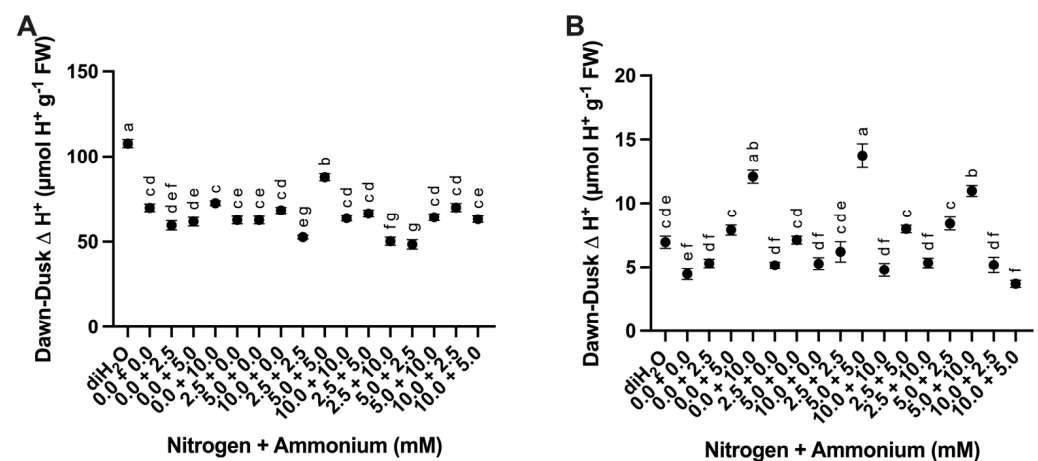 A
Dawn-Dusk Δ H⁺ (µmol H⁺ g⁻¹ FW)
150
100
50
0
a
c d
d e f
d e
c
c e
c e
c d
e g
b
c d
c d
f g
g
c d
c d
c e
diH₂O
0.0 + 0.0
0.0 + 2.5
0.0 + 5.0
0.0 + 10.0
2.5 + 0.0
5.0 + 0.0
10.0 + 0.0
2.5 + 2.5
5.0 + 5.0
10.0 + 10.0
2.5 + 5.0
2.5 + 10.0
5.0 + 2.5
5.0 + 10.0
10.0 + 2.5
10.0 + 5.0
Nitrogen + Ammonium (mM)
B
Dawn-Dusk Δ H⁺ (µmol H⁺ g⁻¹ FW)
20
15
10
5
0
c d e
e f
d f
c
a b
d f
c d
d f
c d e
a
d f
c
d f
c
b
d f
f
diH₂O
0.0 + 0.0
0.0 + 2.5
0.0 + 5.0
0.0 + 10.0
2.5 + 0.0
5.0 + 0.0
10.0 + 0.0
2.5 + 2.5
5.0 + 5.0
10.0 + 10.0
2.5 + 5.0
2.5 + 10.0
5.0 + 2.5
5.0 + 10.0
10.0 + 2.5
10.0 + 5.0
Nitrogen + Ammonium (mM)